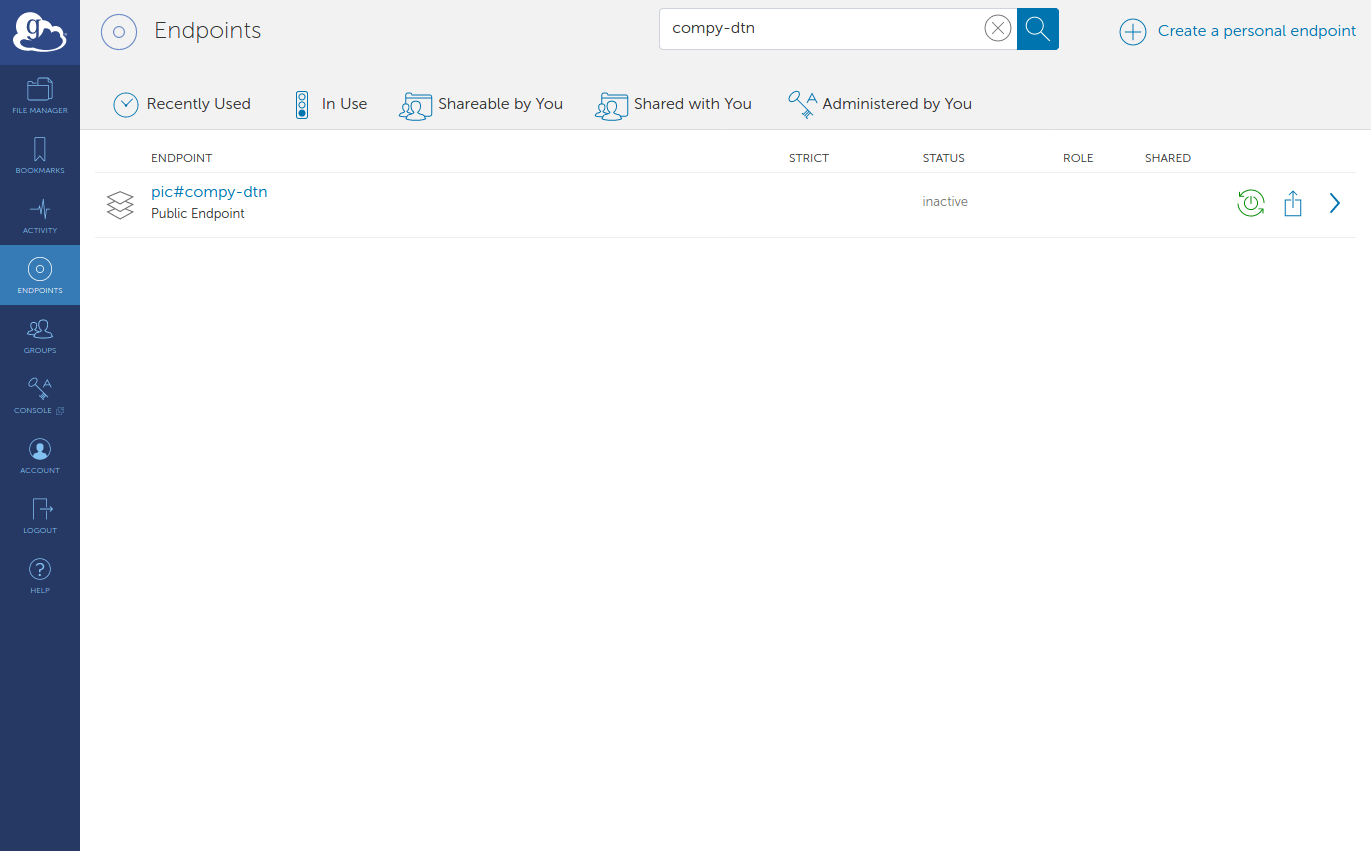 g
Endpoints
compy-dtn
Create a personal endpoint
Recently Used
In Use
Shareable by You
Shared with You
A
Administered by You
FILE MANAGER
BOOKMARKS
ACTIVITY
ENDPOINTS
GROUPS
A
CONSOLE
ACCOUNT
LOGOUT
?
HELP
ENDPOINT STRICT STATUS ROLE SHARED
pic#compy-dtn
Public Endpoint
inactive